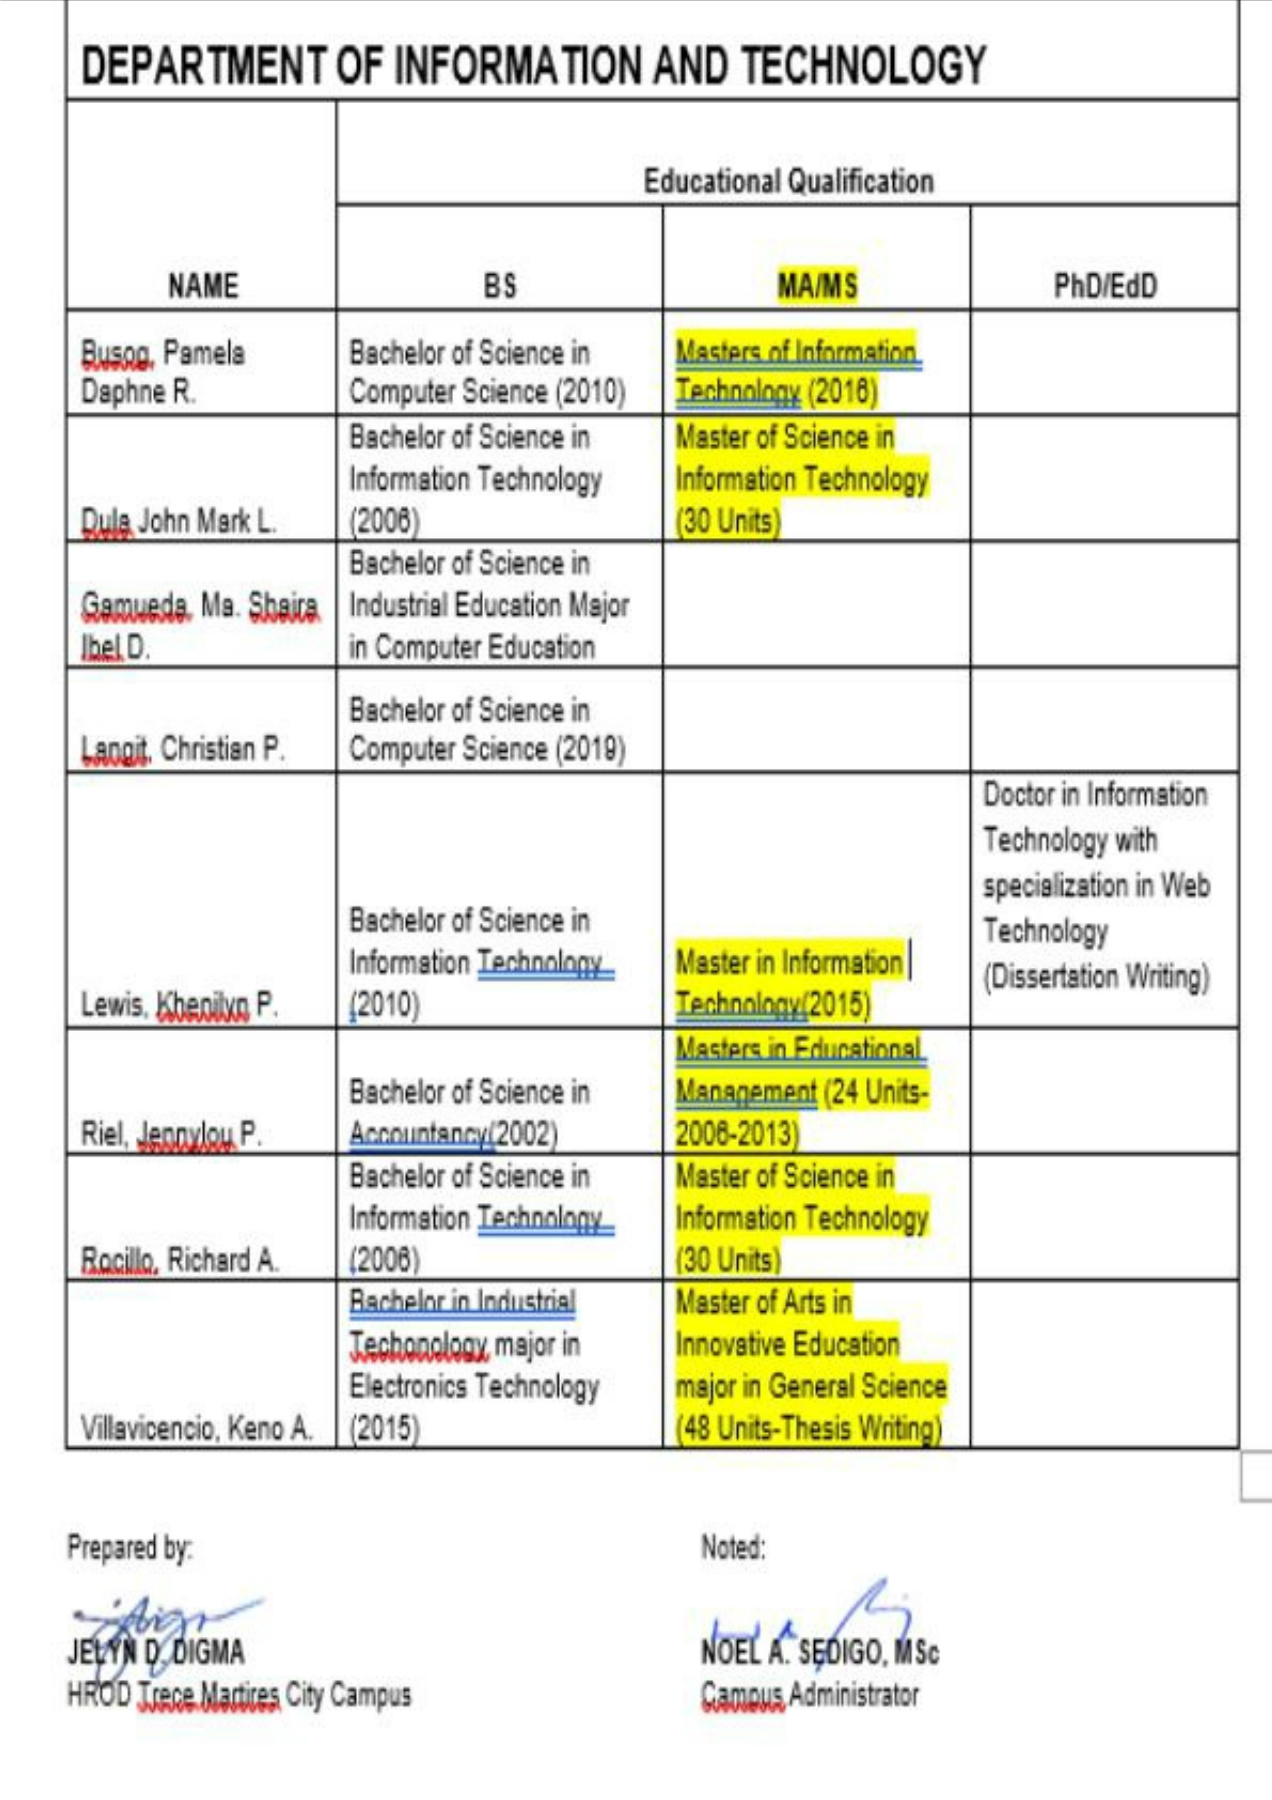 DEPARTMENT OF INFORMATION AND TECHNOLOGY
Educational Qualification
NAME
BS
MA/MS
PhD/EdD
Busog, Pamela
Daphne R.
Bachelor of Science in
Computer Science (2010)
Masters of Information
Technology (2016)
Dula John Mark L.
Bachelor of Science in
Information Technology
(2006)
Master of Science in
Information Technology
(30 Units)
Gamueda, Ma. Shaira
Ibel D.
Bachelor of Science in
Industrial Education Major
in Computer Education
Langit, Christian P.
Bachelor of Science in
Computer Science (2019)
Lewis, Khenilyn P.
Bachelor of Science in
Information Technology
(2010)
Master in Information
Technology(2015)
Doctor in Information
Technology with
specialization in Web
Technology
(Dissertation Writing)
Riel, Jennylou P.
Bachelor of Science in
Accountancy(2002)
Masters in Educational
Management (24 Units-
2006-2013)
Rocillo, Richard A.
Bachelor of Science in
Information Technology
(2006)
Master of Science in
Information Technology
(30 Units)
Villavicencio, Keno A.
Bachelor in Industrial
Techonology major in
Electronics Technology
(2015)
Master of Arts in
Innovative Education
major in General Science
(48 Units-Thesis Writing)
Prepared by:
JELYN D. DIGMA
HROD Trece Martires City Campus
Noted:
NOEL A. SEDIGO, MSc
Campus Administrator